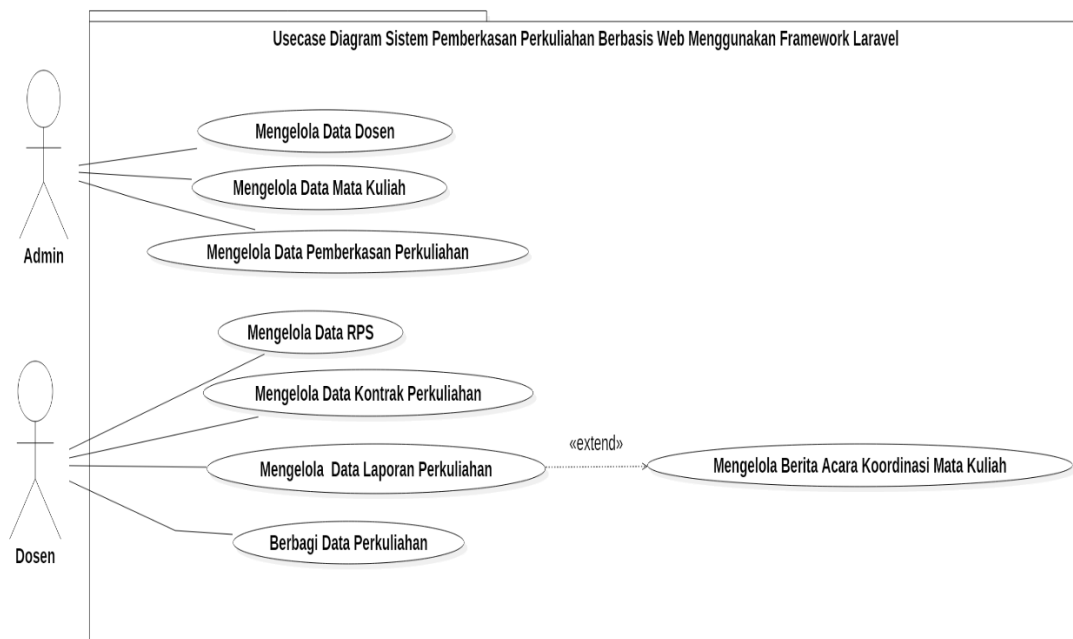 Usecase Diagram Sistem Pemberkasan Perkuliahan Berbasis Web Menggunakan Framework Laravel
Mengelola Data Dosen
Mengelola Data Mata Kuliah
Mengelola Data Pemberkasan Perkuliahan
Admin
Mengelola Data RPS
Mengelola Data Kontrak Perkuliahan
Mengelola Data Laporan Perkuliahan
«extend»
Mengelola Berita Acara Koordinasi Mata Kuliah
Berbagi Data Perkuliahan
Dosen